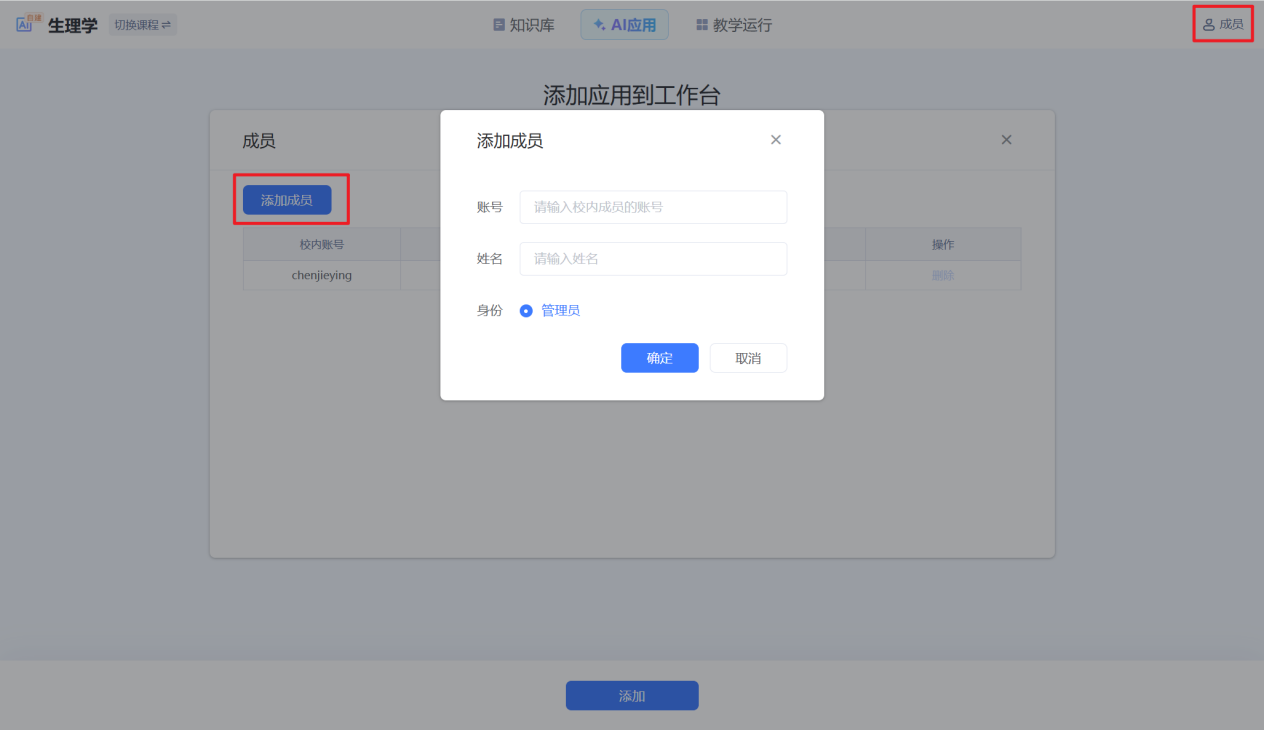 AI 自建 生理学 切换课程 知识库 AI应用 教学运行 成员
添加应用到工作台
成员
添加成员
校内账号 操作
chenjieying 删除
添加成员
账号 请输入校内成员的账号
姓名 请输入姓名
身份 管理员
确定 取消
添加